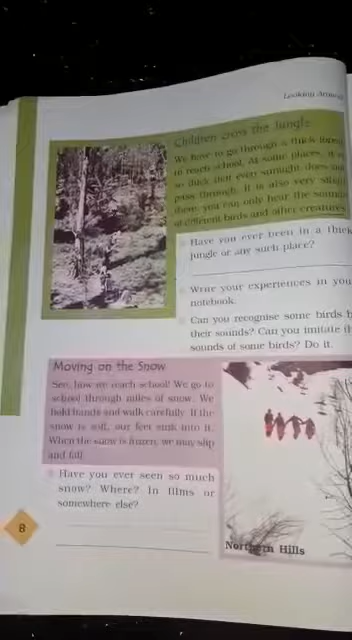 Looking Around
Children cross the Jungle
We have to go through a thick forest
to reach school. At some places, it is
so thick that even sunlight does not
pass through. It is also very silent
there, you can only hear the sounds
of different birds and other creatures.
Have you ever been in a thick
jungle or any such place?
Write your experiences in your
notebook.
Can you recognise some birds by
their sounds? Can you imitate the
sounds of some birds? Do it.
Moving on the Snow
See, how we reach school! We go to
school through miles of snow. We
hold hands and walk carefully. If the
snow is soft, our feet sink into it.
When the snow is frozen, we may slip
and fall.
Have you ever seen so much
snow? Where? In films or
somewhere else?
8
Northern Hills